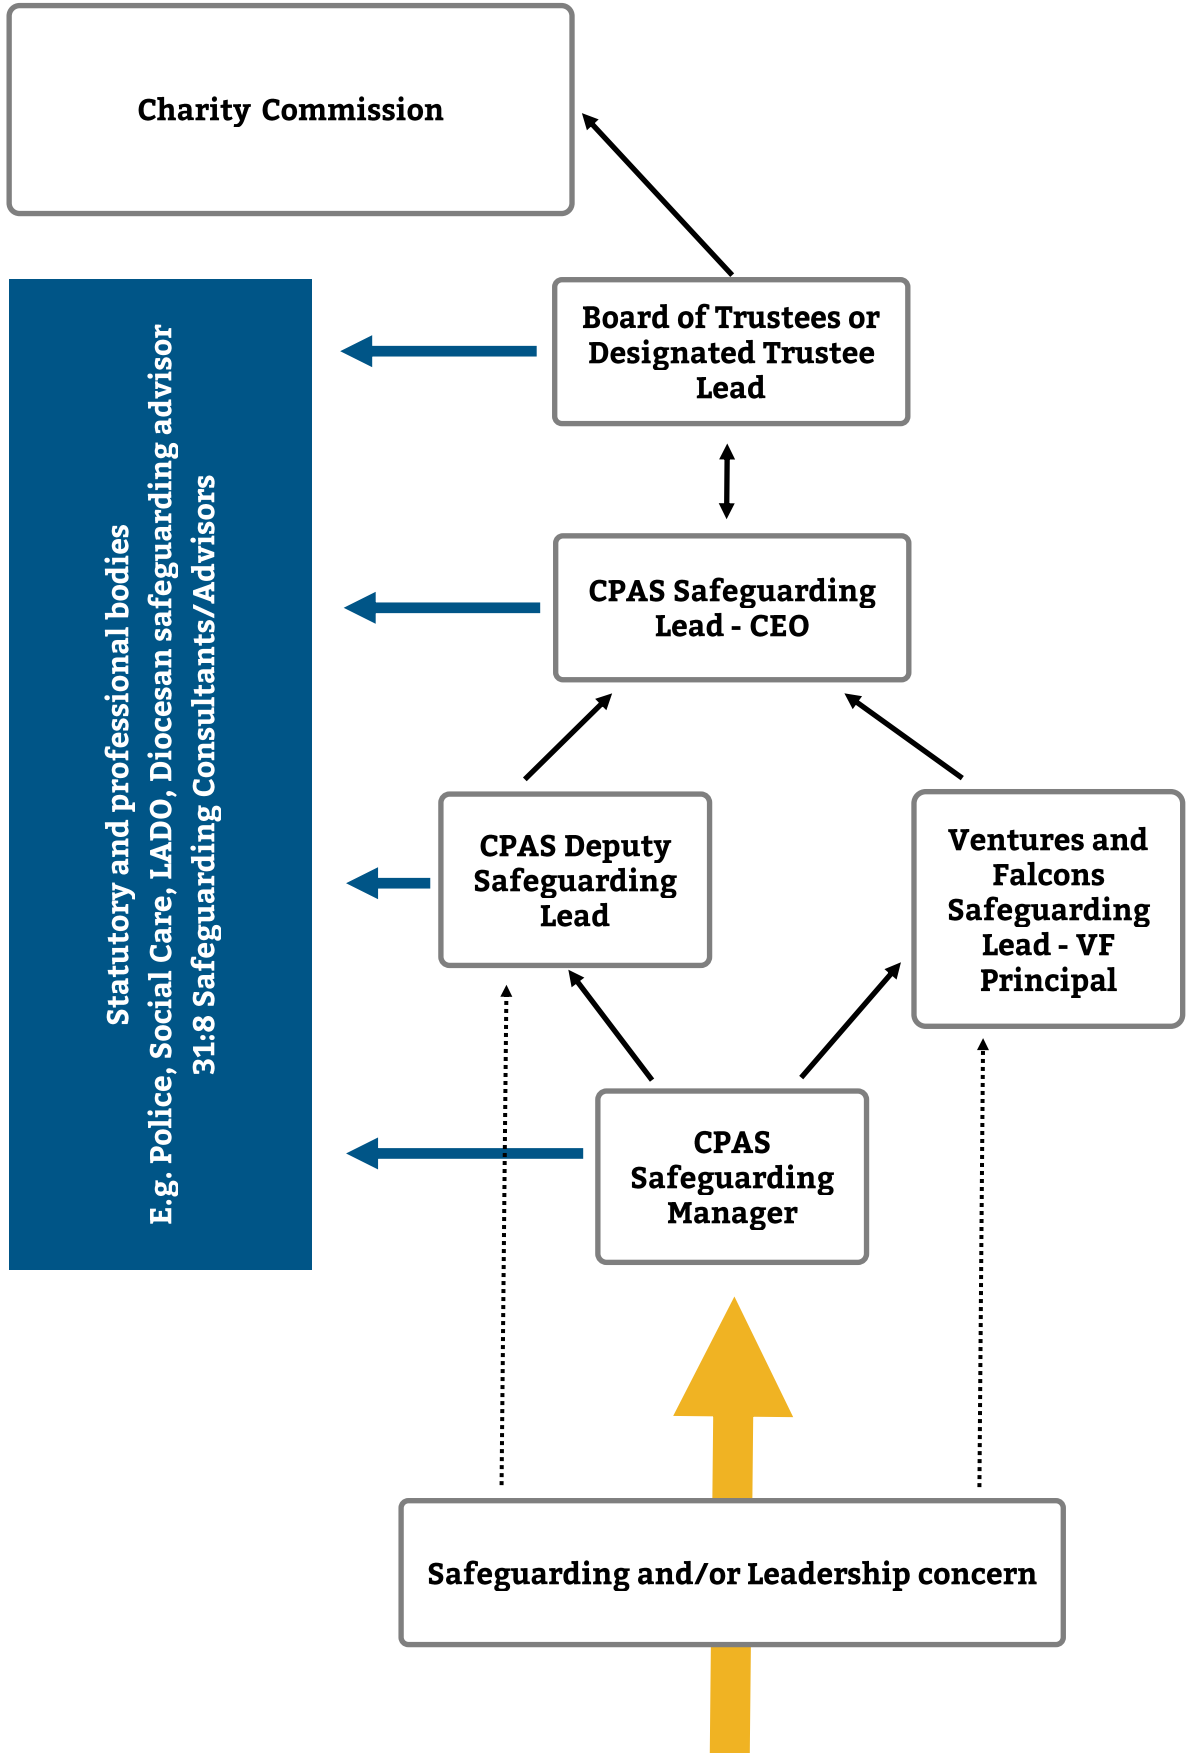 Charity Commission
Board of Trustees or
Designated Trustee
Lead
Statutory and professional bodies
E.g. Police, Social Care, LADO, Diocesan safeguarding advisor
31:8 Safeguarding Consultants/Advisors
CPAS Safeguarding
Lead - CEO
CPAS Deputy
Safeguarding
Lead
Ventures and
Falcons
Safeguarding
Lead - VF
Principal
CPAS
Safeguarding
Manager
Safeguarding and/or Leadership concern